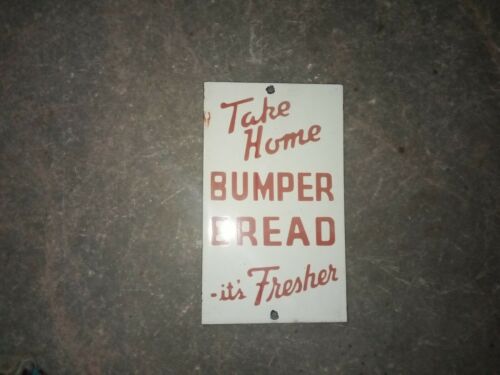 Take
Home
BUMPER
BREAD
-it's Fresher